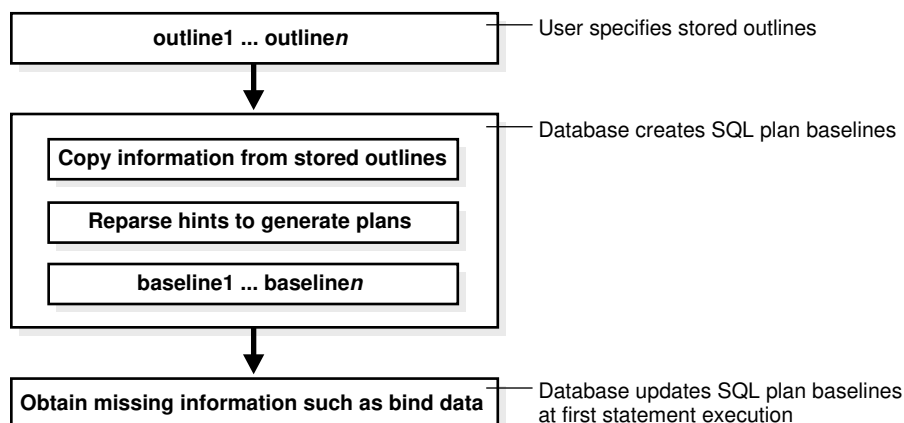 outline1 ... outlinen
User specifies stored outlines
Database creates SQL plan baselines
Copy information from stored outlines
Reparse hints to generate plans
baseline1 ... baselinen
Obtain missing information such as bind data
Database updates SQL plan baselines
at first statement execution